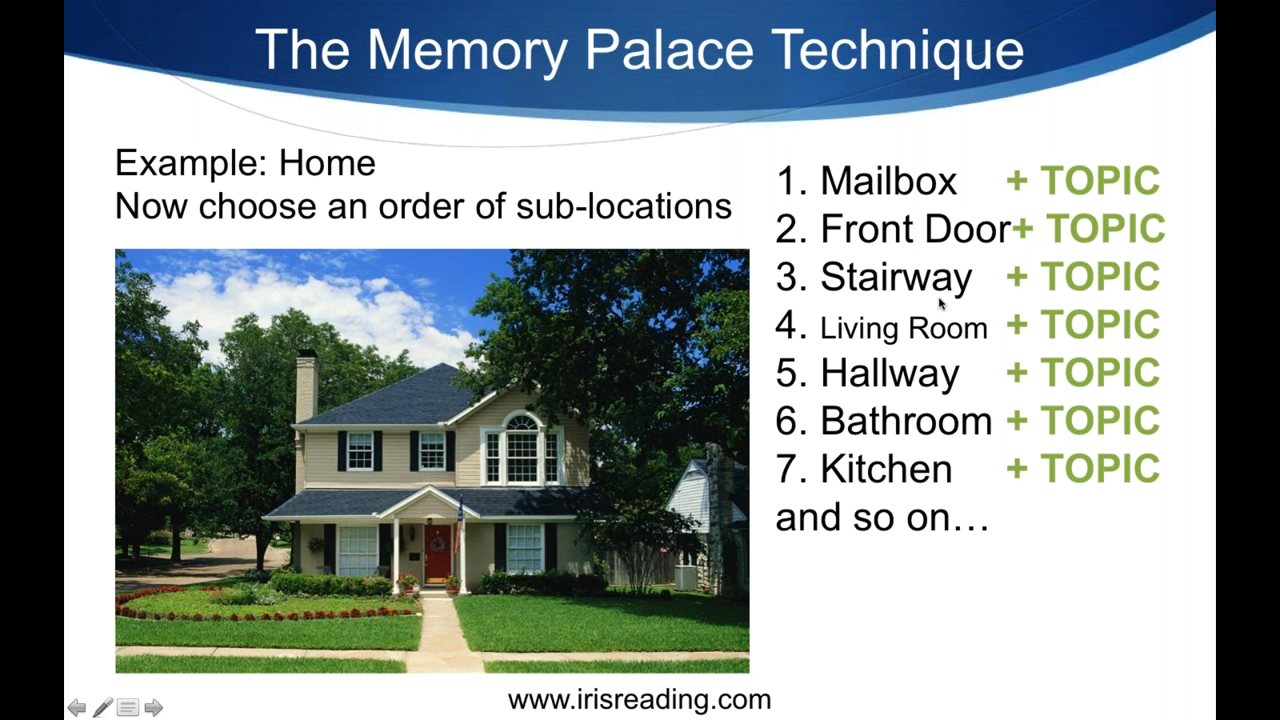 The Memory Palace Technique
Example: Home
Now choose an order of sub-locations
1. Mailbox + TOPIC
2. Front Door+ TOPIC
3. Stairway + TOPIC
4. Living Room + TOPIC
5. Hallway + TOPIC
6. Bathroom + TOPIC
7. Kitchen + TOPIC
and so on…
www.irisreading.com